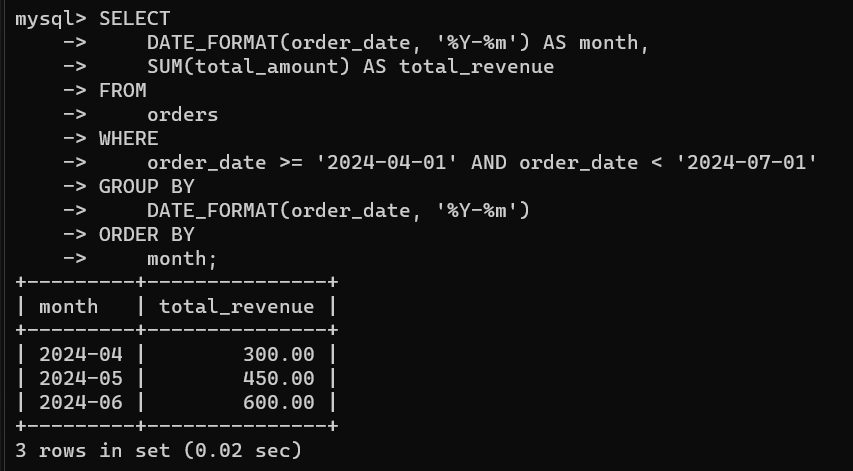 mysql> SELECT
    ->     DATE_FORMAT(order_date, '%Y-%m') AS month,
    ->     SUM(total_amount) AS total_revenue
    -> FROM
    ->     orders
    -> WHERE
    ->     order_date >= '2024-04-01' AND order_date < '2024-07-01'
    -> GROUP BY
    ->     DATE_FORMAT(order_date, '%Y-%m')
    -> ORDER BY
    ->     month;
+---------+---------------+
| month   | total_revenue |
+---------+---------------+
| 2024-04 |        300.00 |
| 2024-05 |        450.00 |
| 2024-06 |        600.00 |
+---------+---------------+
3 rows in set (0.02 sec)